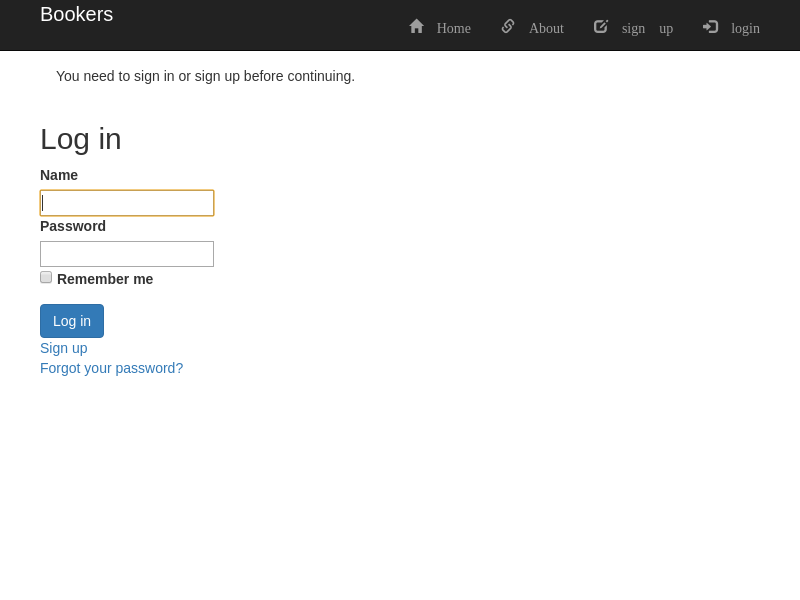 Bookers
Home About sign up login
You need to sign in or sign up before continuing.
Log in
Name
Password
Remember me
Log in
Sign up
Forgot your password?